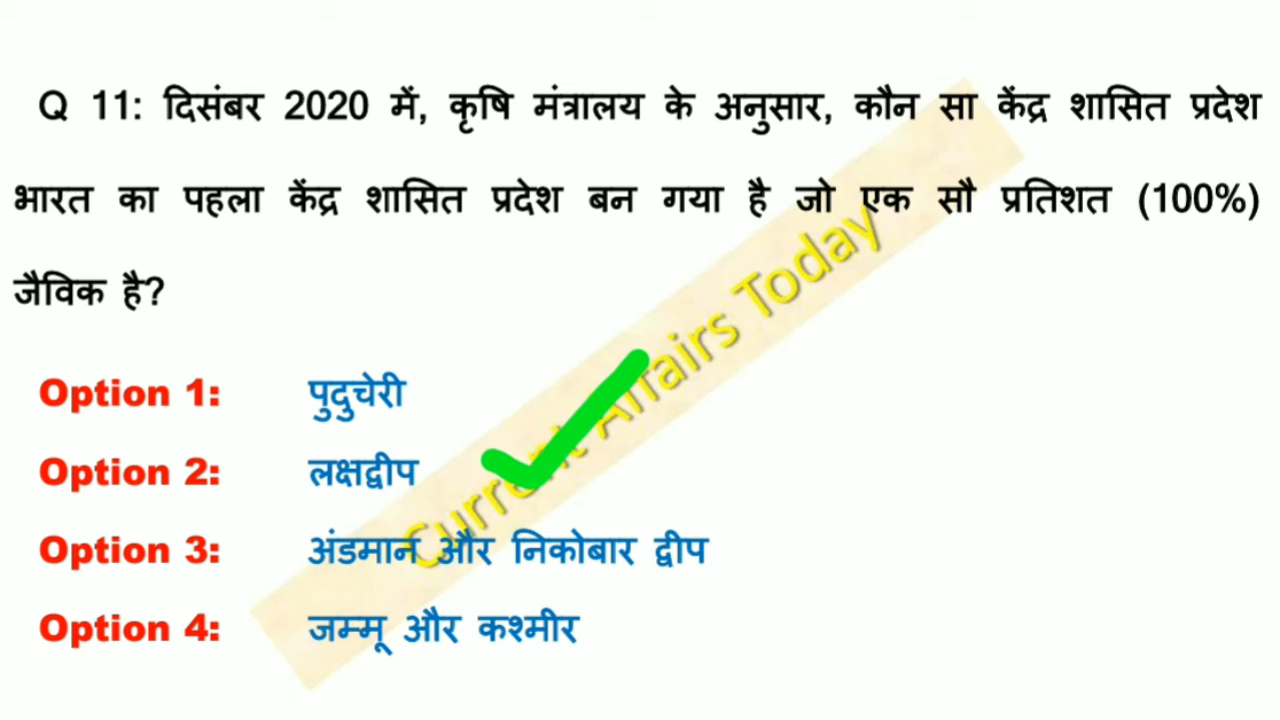 Q 11: दिसंबर 2020 में, कृषि मंत्रालय के अनुसार, कौन सा केंद्र शासित प्रदेश
भारत का पहला केंद्र शासित प्रदेश बन गया है जो एक सौ प्रतिशत (100%)
जैविक है?
Option 1: पुदुचेरी
Option 2: लक्षद्वीप
Option 3: अंडमान और निकोबार द्वीप
Option 4: जम्मू और कश्मीर
Current Affairs Today